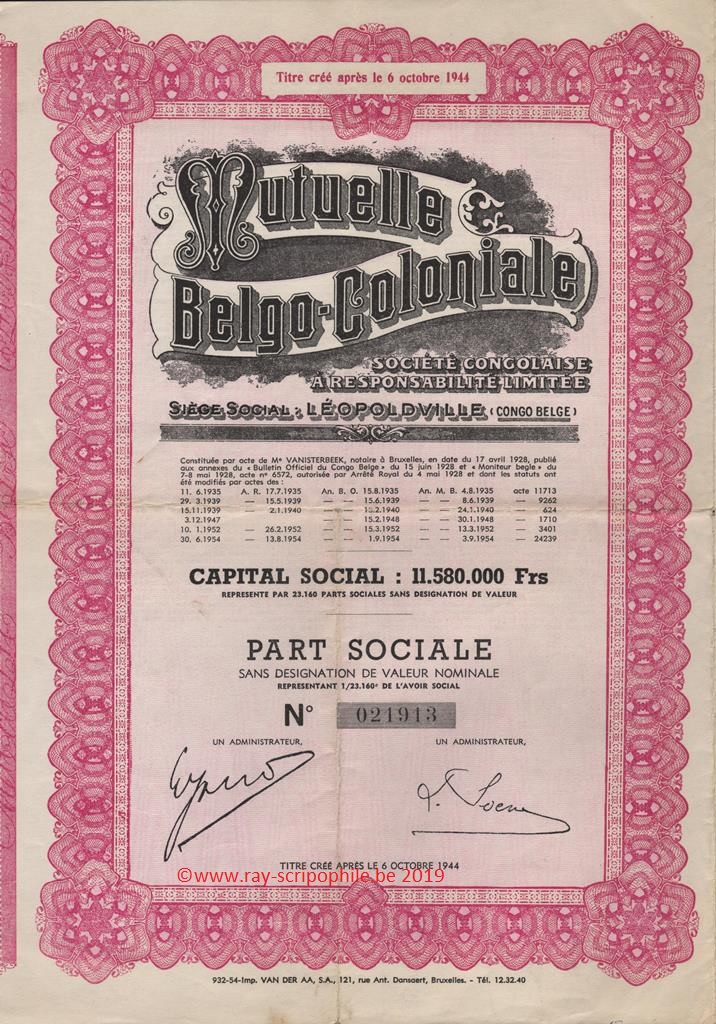 Titre créé après le 6 octobre 1944
Mutuelle
Belgo-Coloniale
SOCIÉTÉ CONGOLAISE
A RESPONSABILITÉ LIMITÉE
SIÈGE SOCIAL : LÉOPOLDVILLE (CONGO BELGE)
Constituée par acte de Me VANISTERBEEK, notaire à Bruxelles, en date du 17 avril 1928, publié
aux annexes du « Bulletin Officiel du Congo Belge » du 15 juin 1928 et « Moniteur begle » du
7-8 mai 1928, acte no 6572, autorisée par Arrêté Royal du 4 mai 1928 et dont les statuts ont
été modifiés par actes des :
11. 6.1935 A. R. 17.7.1935 An. B. O. 15.8.1935 An. M. B. 4.8.1935 acte 11713
29. 3.1939 — 15.5.1939 — — 15.6.1939 — — 8.6.1939 — 9262
15.11.1939 — 2.1.1940 — — 15.2.1940 — — 24.1.1940 — 624
3.12.1947 — — 15.2.1948 — — 30.1.1948 — 1710
10. 1.1952 — 26.2.1952 — — 15.3.1952 — — 13.3.1952 — 3401
30. 6.1954 — 13.8.1954 — — 1.9.1954 — — 3.9.1954 — 24239
CAPITAL SOCIAL : 11.580.000 Frs
REPRESENTE PAR 23.160 PARTS SOCIALES SANS DESIGNATION DE VALEUR
PART SOCIALE
SANS DESIGNATION DE VALEUR NOMINALE
REPRESENTANT 1/23.160e DE L'AVOIR SOCIAL
No 021913
UN ADMINISTRATEUR, UN ADMINISTRATEUR,
TITRE CRÉÉ APRÈS LE 6 OCTOBRE 1944
©www.ray-scripophile.be 2019
932-54-Imp. VAN DER AA, S.A., 121, rue Ant. Dansaert, Bruxelles. - Tél. 12.32.40